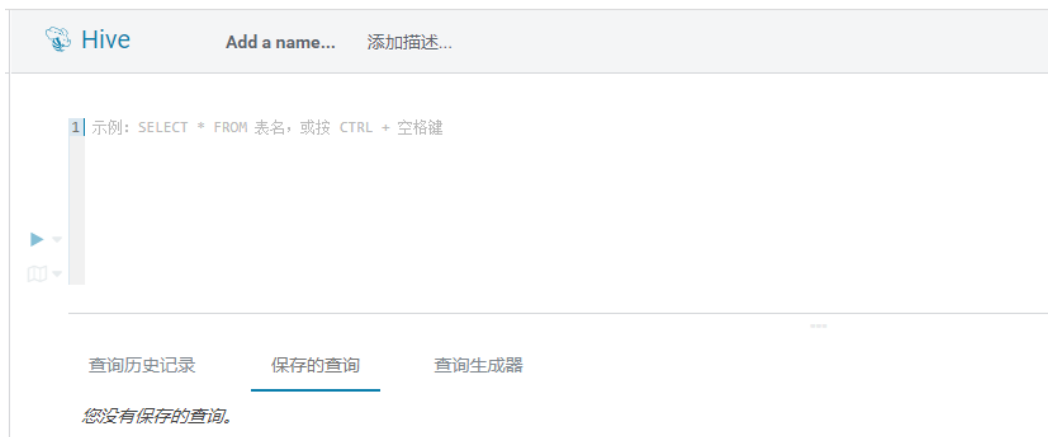 Hive Add a name... 添加描述...
1 示例: SELECT * FROM 表名，或按 CTRL + 空格键
查询历史记录 保存的查询 查询生成器
您没有保存的查询。